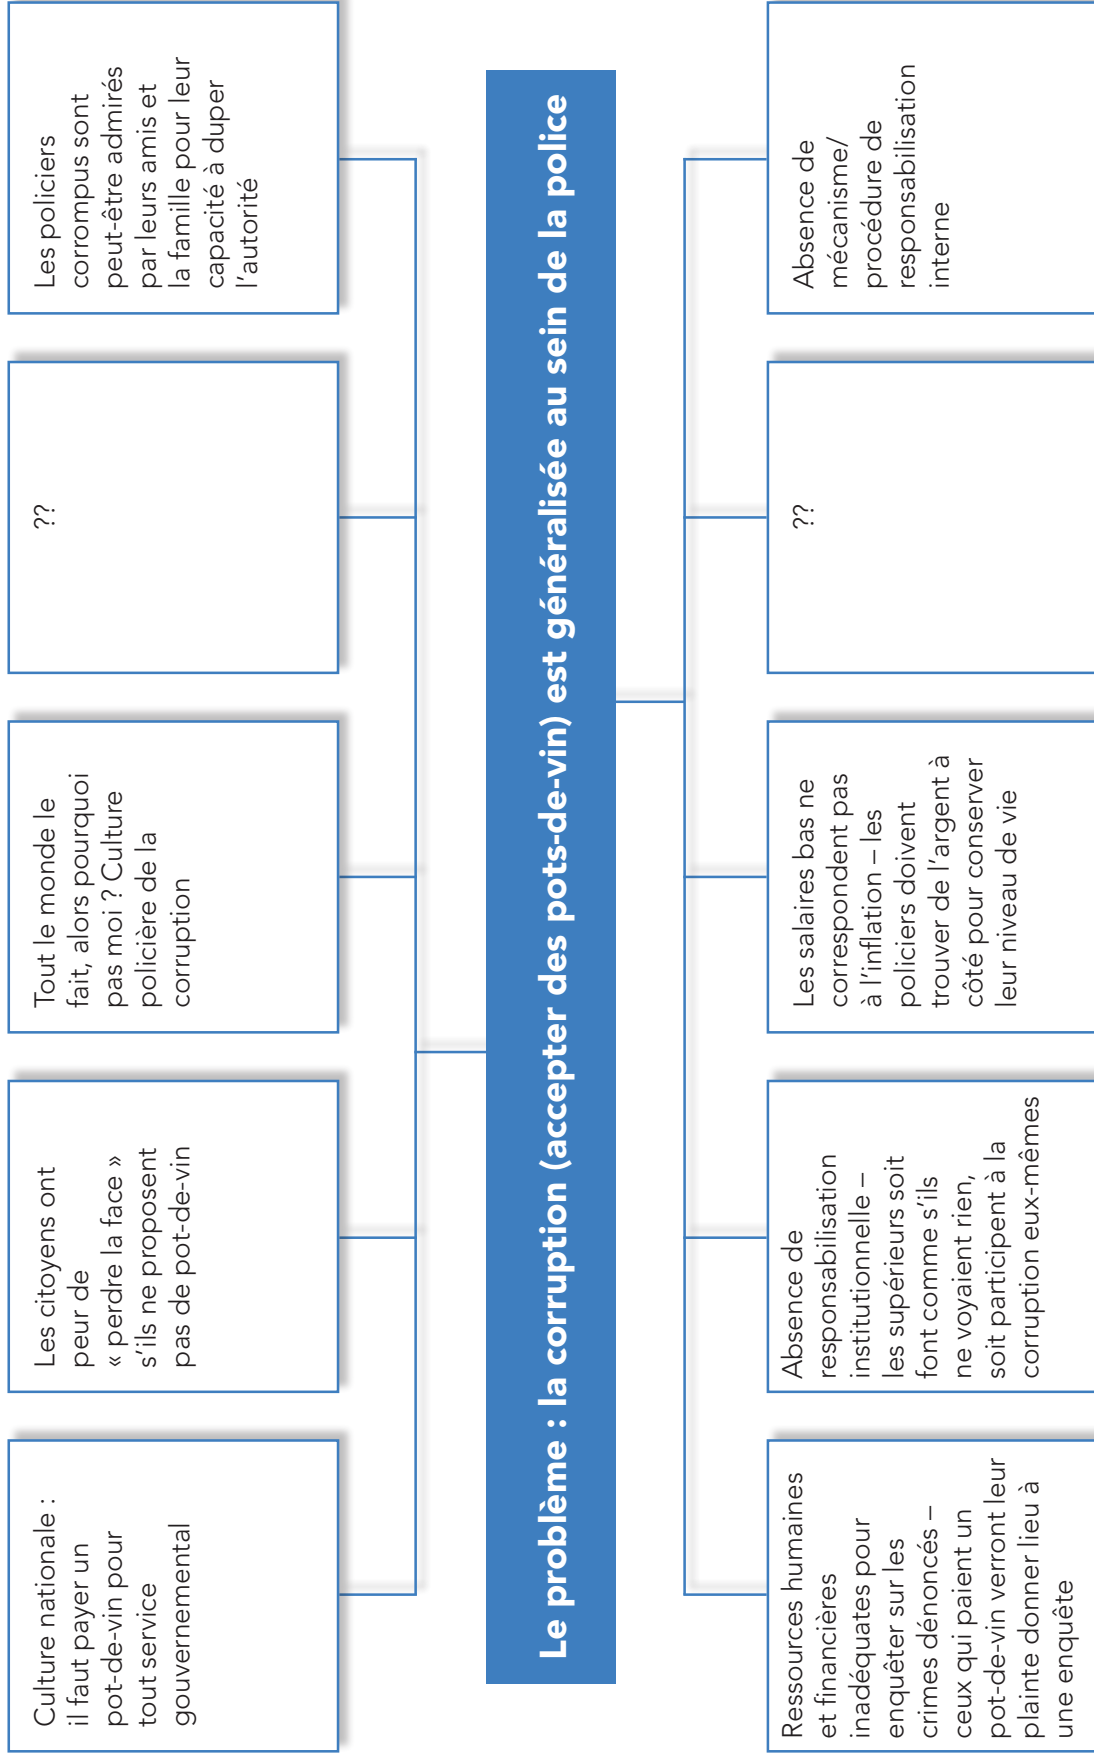 Culture nationale :
il faut payer un
pot-de-vin pour
tout service
gouvernemental
Les citoyens ont
peur de
« perdre la face »
s'ils ne proposent
pas de pot-de-vin
Tout le monde le
fait, alors pourquoi
pas moi ? Culture
policière de la
corruption
??
Les policiers
corrompus sont
peut-être admirés
par leurs amis et
la famille pour leur
capacité à duper
l'autorité
Le problème : la corruption (accepter des pots-de-vin) est généralisée au sein de la police
Ressources humaines
et financières
inadéquates pour
enquêter sur les
crimes dénoncés –
ceux qui paient un
pot-de-vin verront leur
plainte donner lieu à
une enquête
Absence de
responsabilisation
institutionnelle –
les supérieurs soit
font comme s'ils
ne voyaient rien,
soit participent à la
corruption eux-mêmes
Les salaires bas ne
correspondent pas
à l'inflation – les
policiers doivent
trouver de l'argent à
côté pour conserver
leur niveau de vie
??
Absence de
mécanisme/
procédure de
responsabilisation
interne